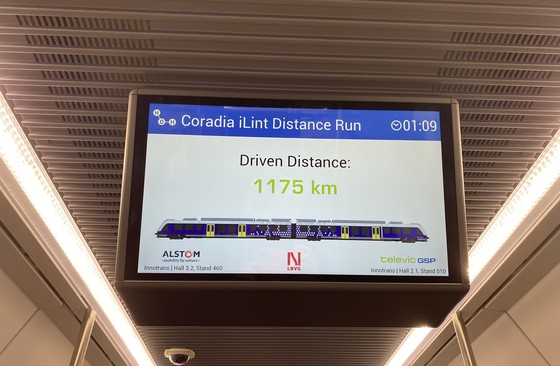 H
O H
Coradia iLint Distance Run
01:09
Driven Distance:
1175 km
ALSTOM
mobility by nature
Innotrans | Hall 3.2, Stand 460
N
LNVG
televic GSP
Innotrans | Hall 2.1, Stand 510